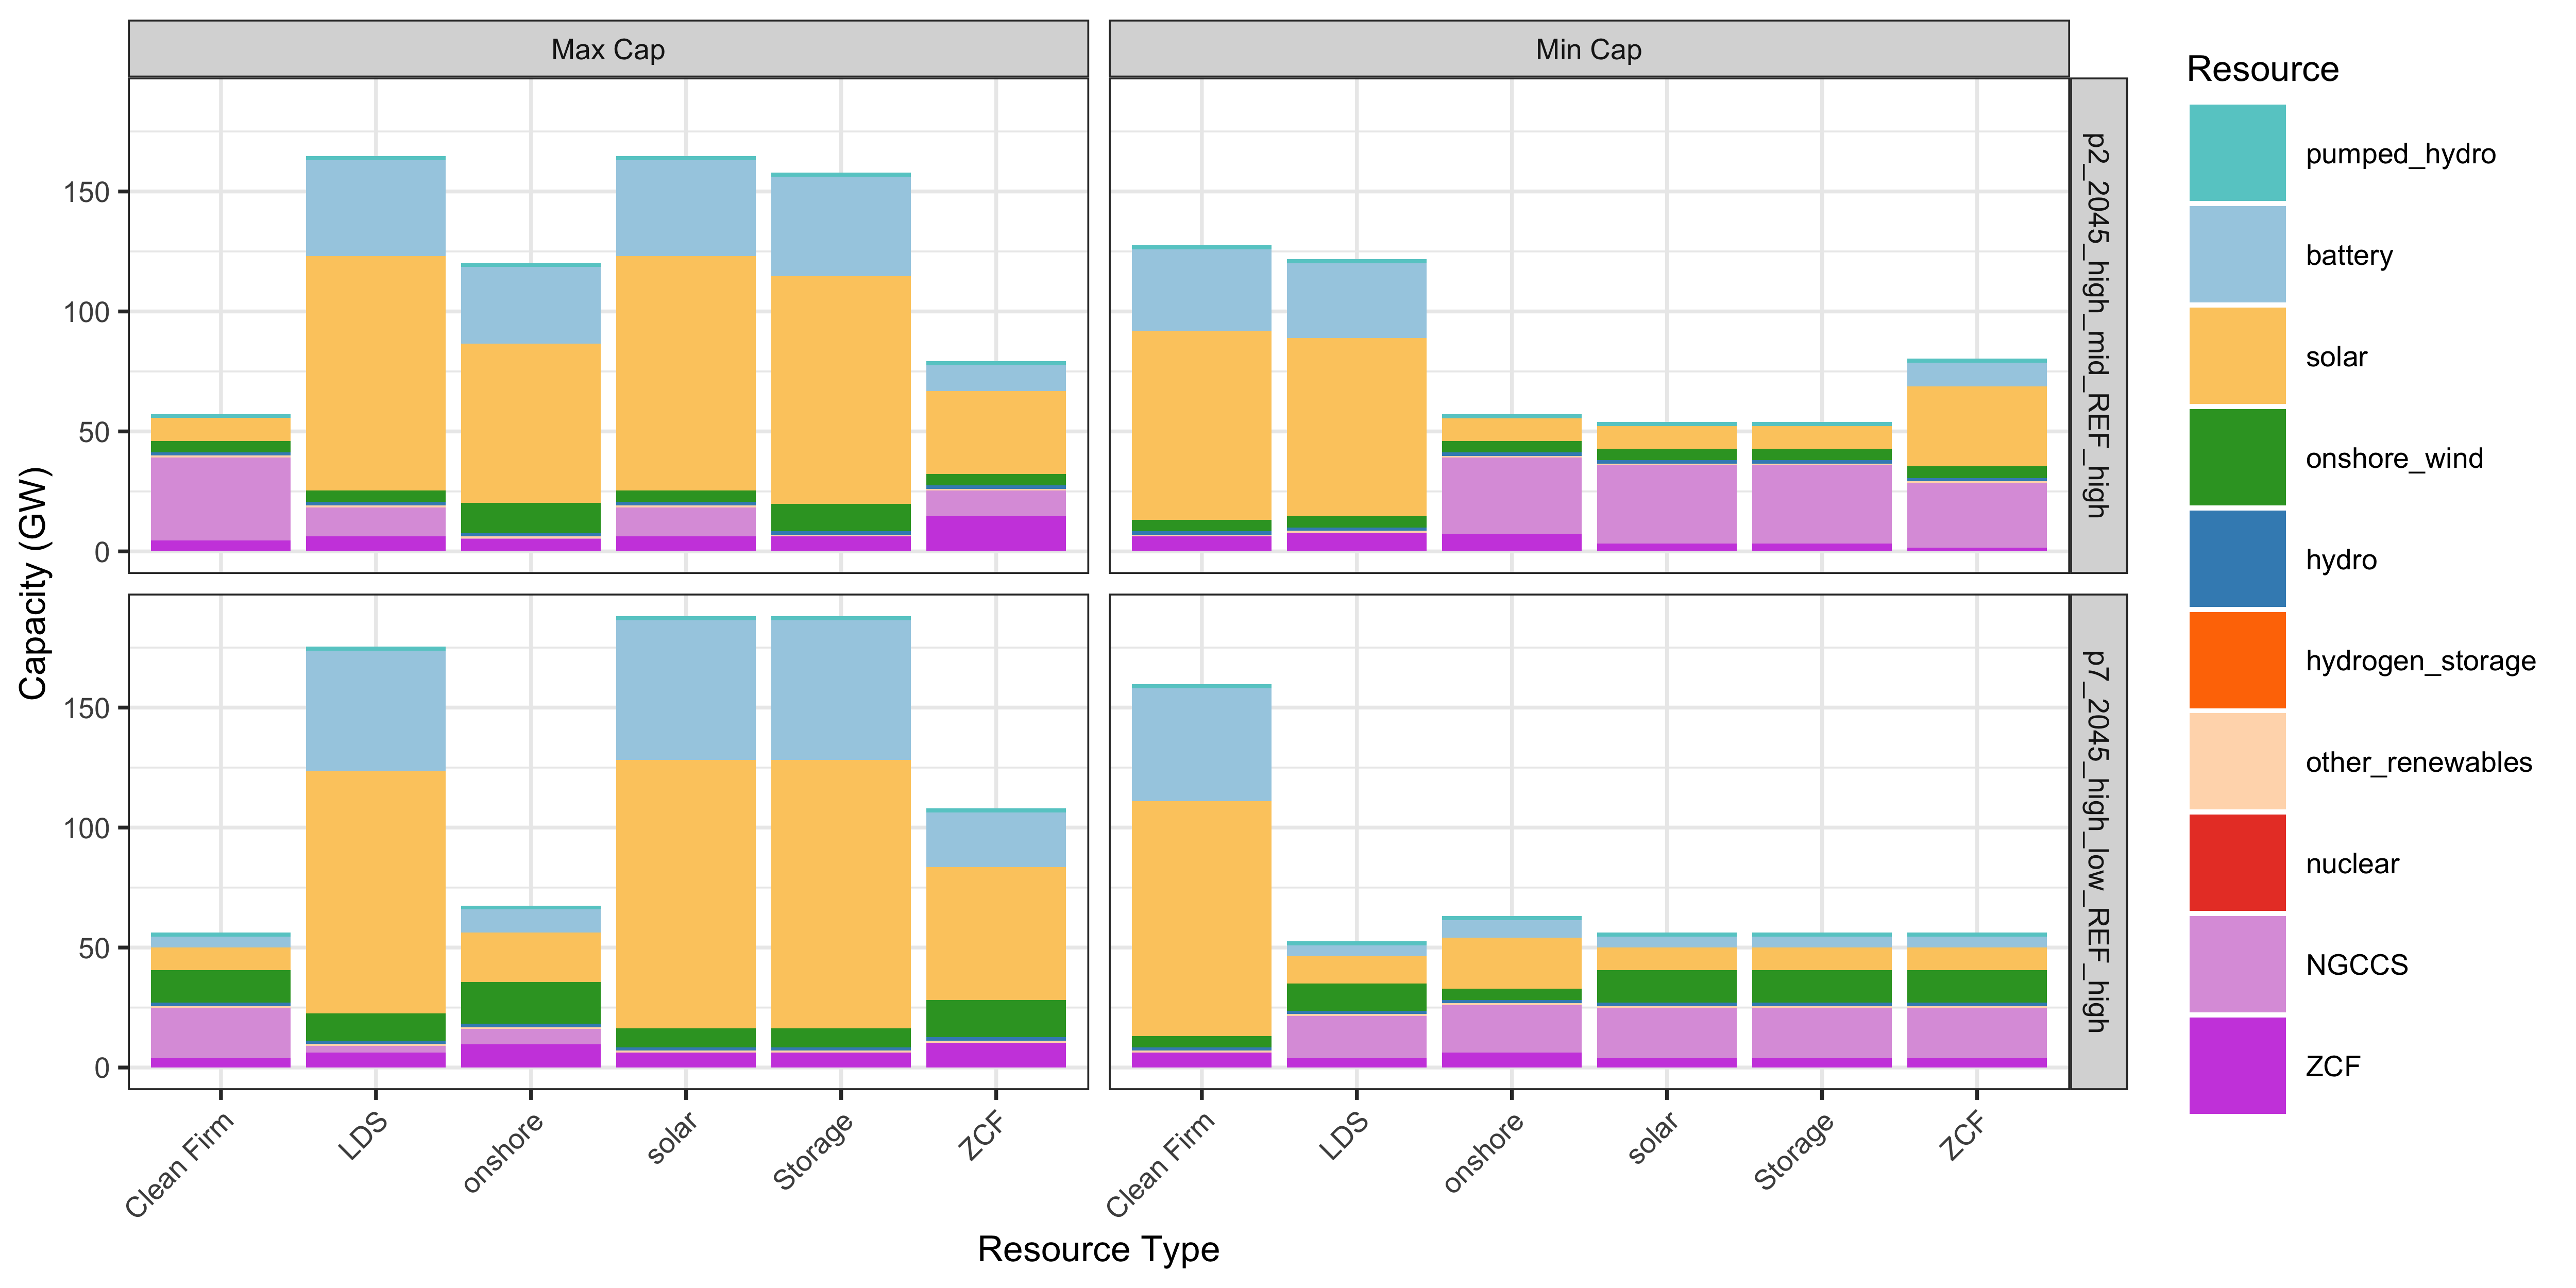 Max Cap
Min Cap
Capacity (GW)
150
100
50
0
p2_2045_high_mid_REF_high
150
100
50
0
p7_2045_high_low_REF_high
Clean Firm
LDS
onshore
solar
Storage
ZCF
Clean Firm
LDS
onshore
solar
Storage
ZCF
Resource Type
Resource
pumped_hydro
battery
solar
onshore_wind
hydro
hydrogen_storage
other_renewables
nuclear
NGCCS
ZCF